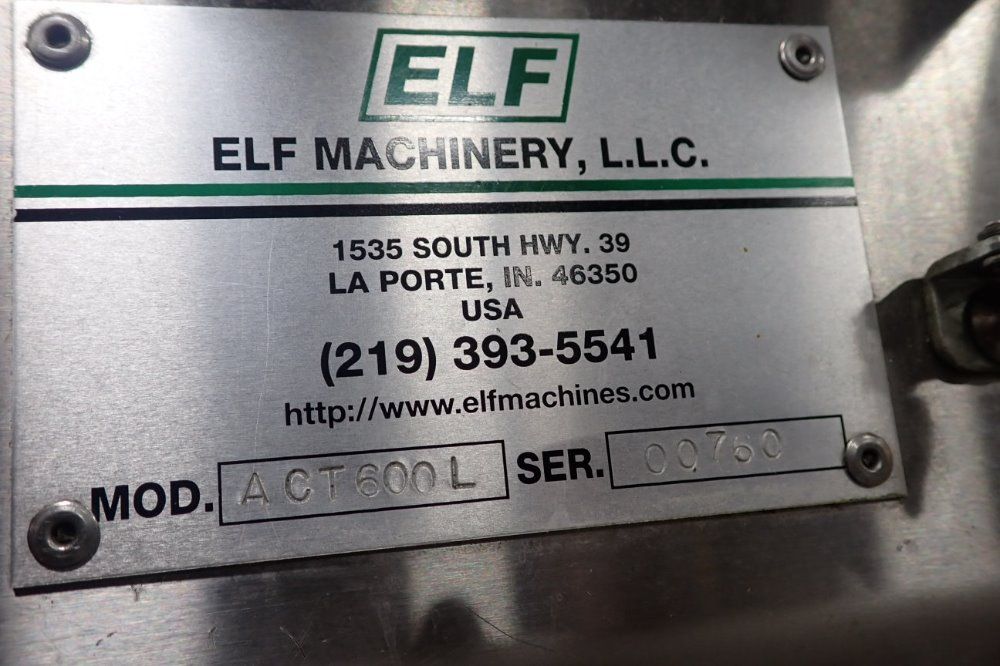 ELF
ELF MACHINERY, L.L.C.
1535 SOUTH HWY. 39
LA PORTE, IN. 46350
USA
(219) 393-5541
http://www.elfmachines.com
MOD. ACT600L SER. 00760